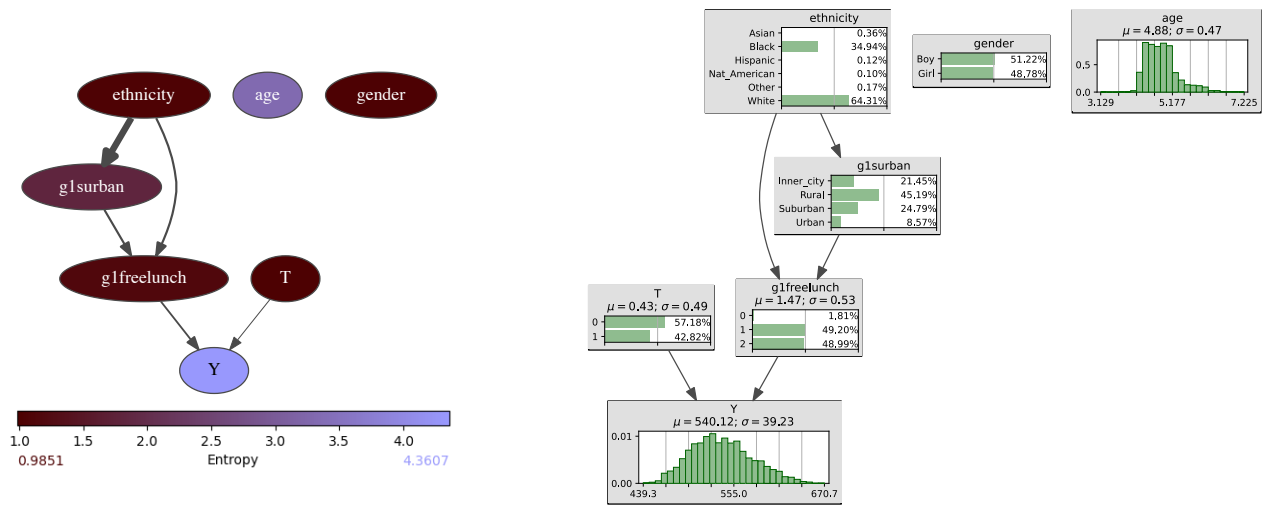 ethnicity
age
gender
g1surban
g1freelunch
T
Y
1.0 1.5 2.0 2.5 3.0 3.5 4.0
0.9851 Entropy 4.3607
ethnicity
Asian 0.36%
Black 34.94%
Hispanic 0.12%
Nat_American 0.10%
Other 0.17%
White 64.31%
gender
Boy 51.22%
Girl 48.78%
age
μ = 4.88; σ = 0.47
0.5
0.0
3.129 5.177 7.225
g1surban
Inner_city 21.45%
Rural 45.19%
Suburban 24.79%
Urban 8.57%
T
μ = 0.43; σ = 0.49
0 57.18%
1 42.82%
g1freelunch
μ = 1.47; σ = 0.53
0 1.81%
1 49.20%
2 48.99%
Y
μ = 540.12; σ = 39.23
0.01
0.00
439.3 555.0 670.7